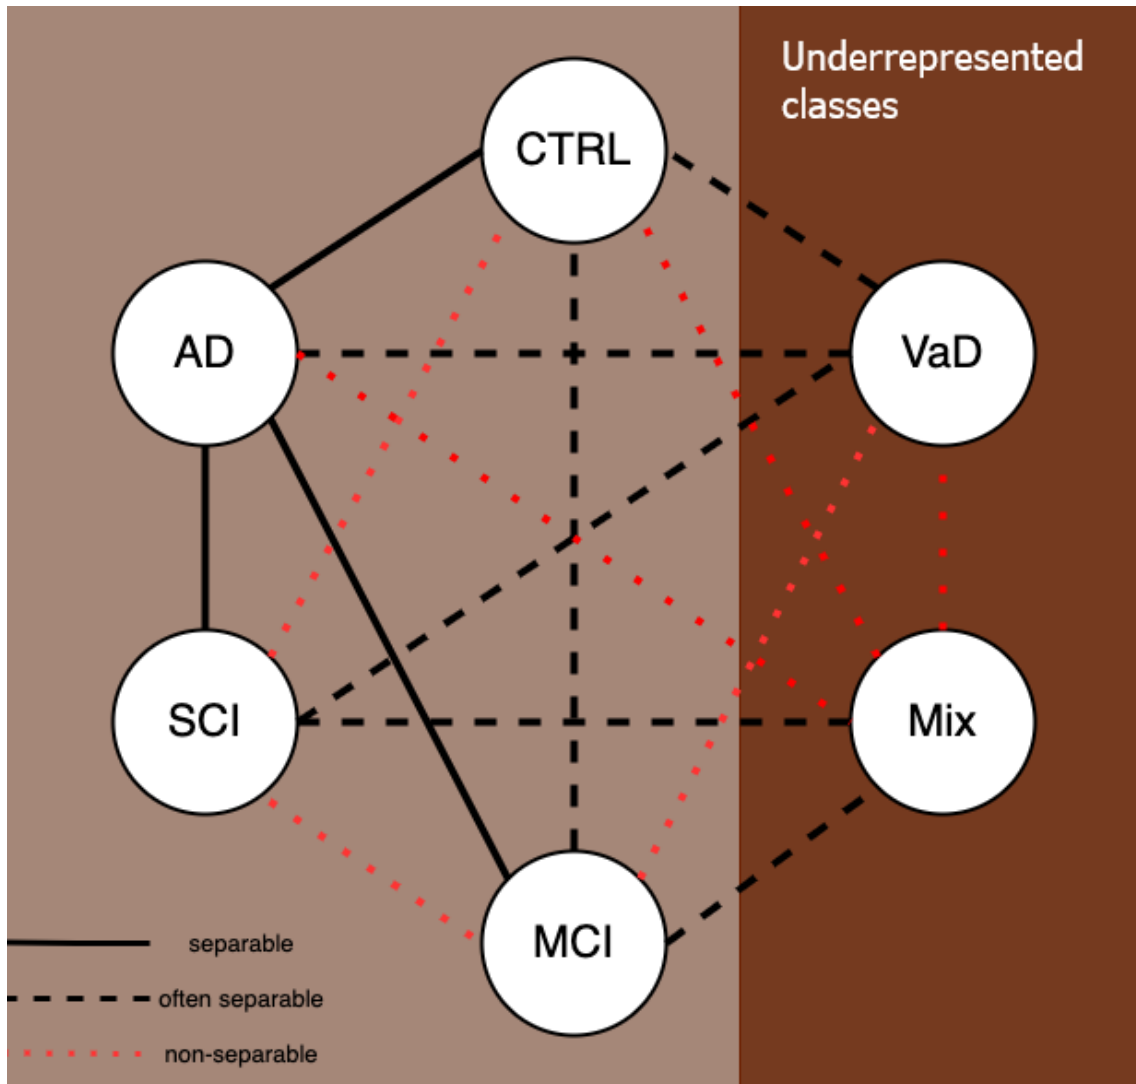 Underrepresented
classes
CTRL
AD
VaD
SCI
Mix
MCI
separable
often separable
non-separable